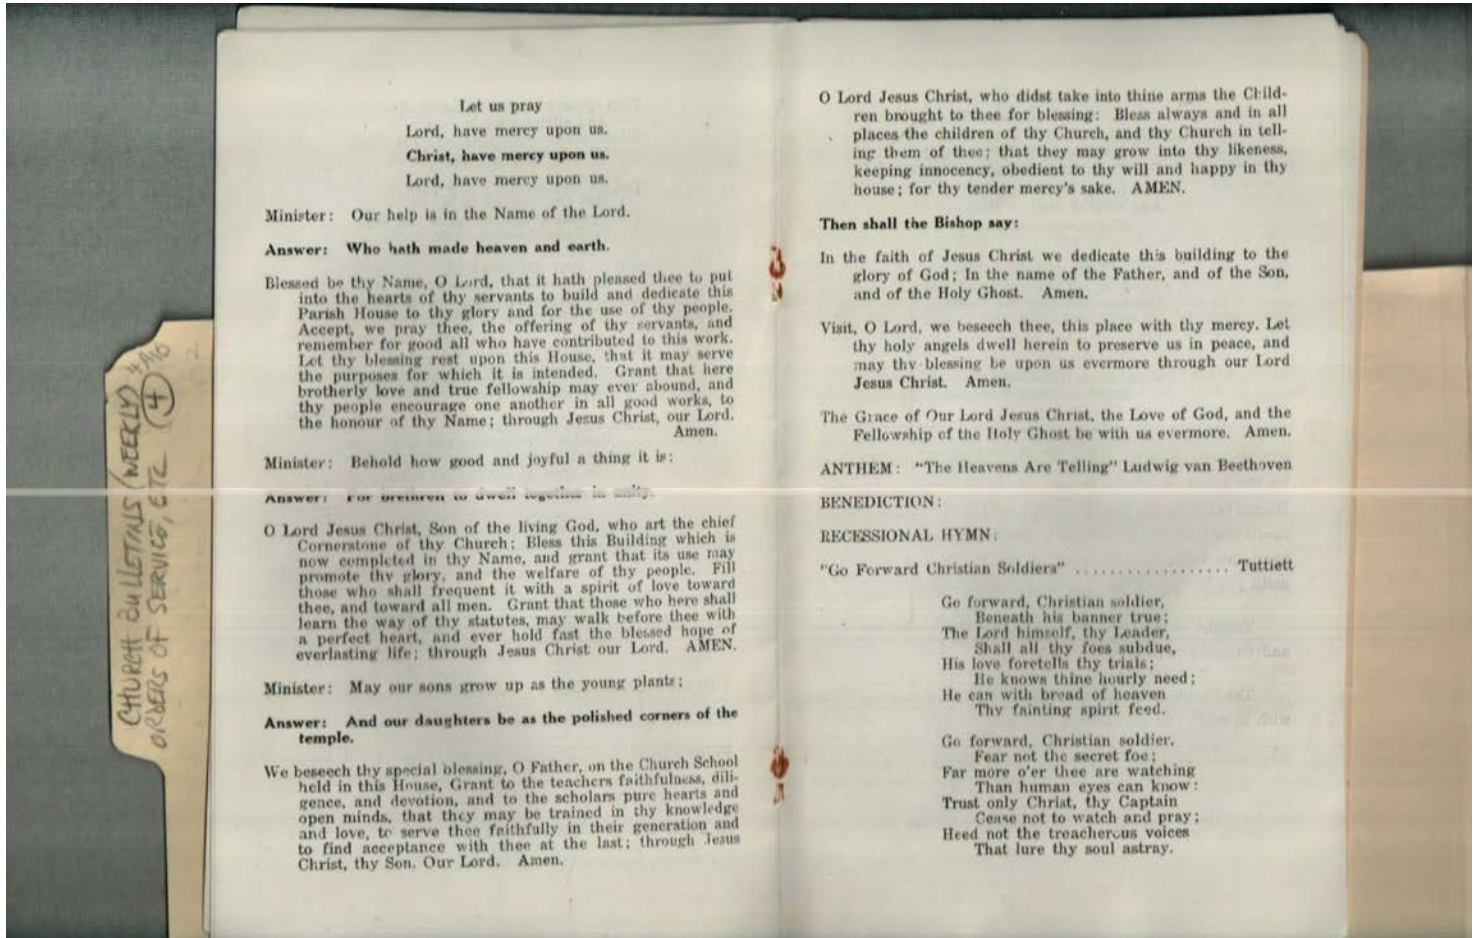 Let us pray
Lord, have mercy upon us.
Christ, have mercy upon us.
Lord, have mercy upon us.
Minister: Our help is in the Name of the Lord.
Answer: Who hath made heaven and earth.
Blessed be thy Name, O Lord, that it hath pleased thee to put
into the hearts of thy servants to build and dedicate this
Parish House to thy glory and for the use of thy people.
Accept, we pray thee, the offering of thy servants, and
remember for good all who have contributed to this work.
Let thy blessing rest upon this House, that it may serve
the purposes for which it is intended. Grant that here
brotherly love and true fellowship may ever abound, and
thy people encourage one another in all good works, to
the honour of thy Name; through Jesus Christ, our Lord.
Amen.
Minister: Behold how good and joyful a thing it is:
Answer: For brethren to dwell together in unity.
O Lord Jesus Christ, Son of the living God, who art the chief
Cornerstone of thy Church: Bless this Building which is
now completed in thy Name, and grant that its use may
promote thy glory, and the welfare of thy people. Fill
those who shall frequent it with a spirit of love toward
thee, and toward all men. Grant that those who here shall
learn the way of thy statutes, may walk before thee with
a perfect heart, and ever hold fast the blessed hope of
everlasting life; through Jesus Christ our Lord. AMEN.
Minister: May our sons grow up as the young plants;
Answer: And our daughters be as the polished corners of the
temple.
We beseech thy special blessing, O Father, on the Church School
held in this House, Grant to the teachers faithfulness, dili-
gence, and devotion, and to the scholars pure hearts and
open minds, that they may be trained in thy knowledge
and love, to serve thee faithfully in their generation and
to find acceptance with thee at the last; through Jesus
Christ, thy Son, Our Lord. Amen.
O Lord Jesus Christ, who didst take into thine arms the Child-
ren brought to thee for blessing: Bless always and in all
places the children of thy Church, and thy Church in tell-
ing them of thee; that they may grow into thy likeness,
keeping innocency, obedient to thy will and happy in thy
house; for thy tender mercy's sake. AMEN.
Then shall the Bishop say:
In the faith of Jesus Christ we dedicate this building to the
glory of God; In the name of the Father, and of the Son,
and of the Holy Ghost. Amen.
Visit, O Lord, we beseech thee, this place with thy mercy. Let
thy holy angels dwell herein to preserve us in peace, and
may thy blessing be upon us evermore through our Lord
Jesus Christ. Amen.
The Grace of Our Lord Jesus Christ, the Love of God, and the
Fellowship of the Holy Ghost be with us evermore. Amen.
ANTHEM: "The Heavens Are Telling" Ludwig van Beethoven
BENEDICTION:
RECESSIONAL HYMN:
"Go Forward Christian Soldiers" .................. Tuttiett
Go forward, Christian soldier,
Beneath his banner true;
The Lord himself, thy Leader,
Shall all thy foes subdue,
His love foretells thy trials;
He knows thine hourly need;
He can with bread of heaven
Thy fainting spirit feed.
Go forward, Christian soldier,
Fear not the secret foe;
Far more o'er thee are watching
Than human eyes can know:
Trust only Christ, thy Captain
Cease not to watch and pray;
Heed not the treacherous voices
That lure thy soul astray.
CHURCH BULLETINS (WEEKLY)
ORDERS OF SERVICE, ETC (4)